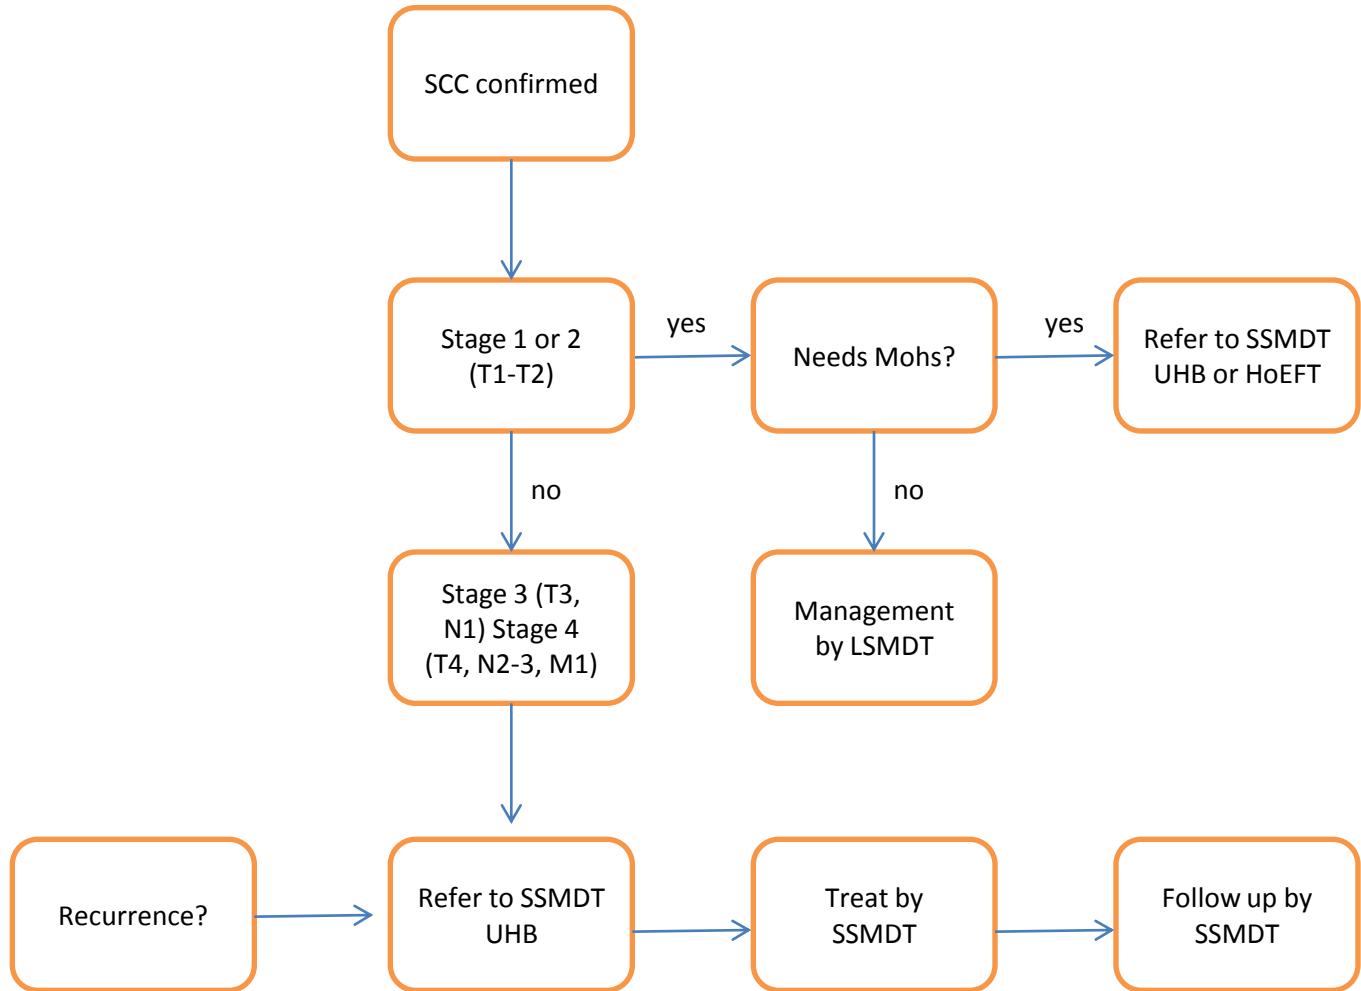 SCC confirmed
Stage 1 or 2
(T1-T2)
yes
Needs Mohs?
yes
Refer to SSMDT
UHB or HoEFT
no
no
Stage 3 (T3,
N1) Stage 4
(T4, N2-3, M1)
Management
by LSMDT
Recurrence?
Refer to SSMDT
UHB
Treat by
SSMDT
Follow up by
SSMDT